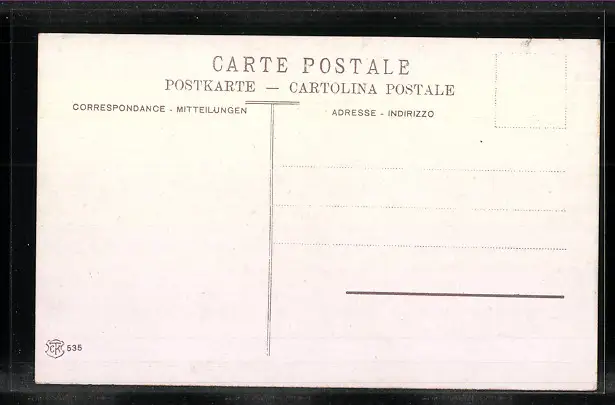 CARTE POSTALE
POSTKARTE — CARTOLINA POSTALE
CORRESPONDANCE - MITTEILUNGEN
ADRESSE - INDIRIZZO
535